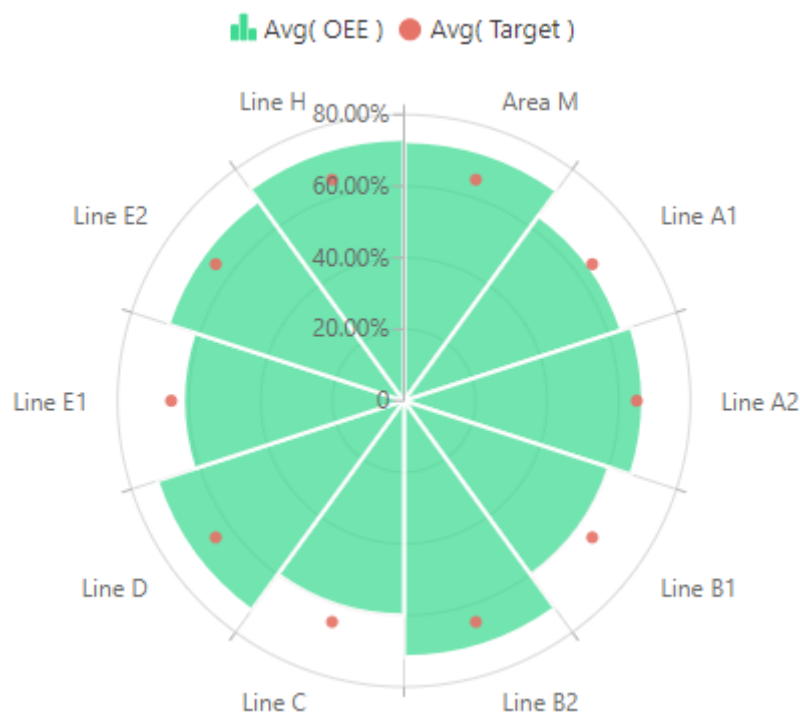 Avg( OEE ) Avg( Target )
Line H 80.00% Area M
60.00%
Line E2 Line A1
40.00%
20.00%
Line E1 0 Line A2
Line D Line B1
Line C Line B2